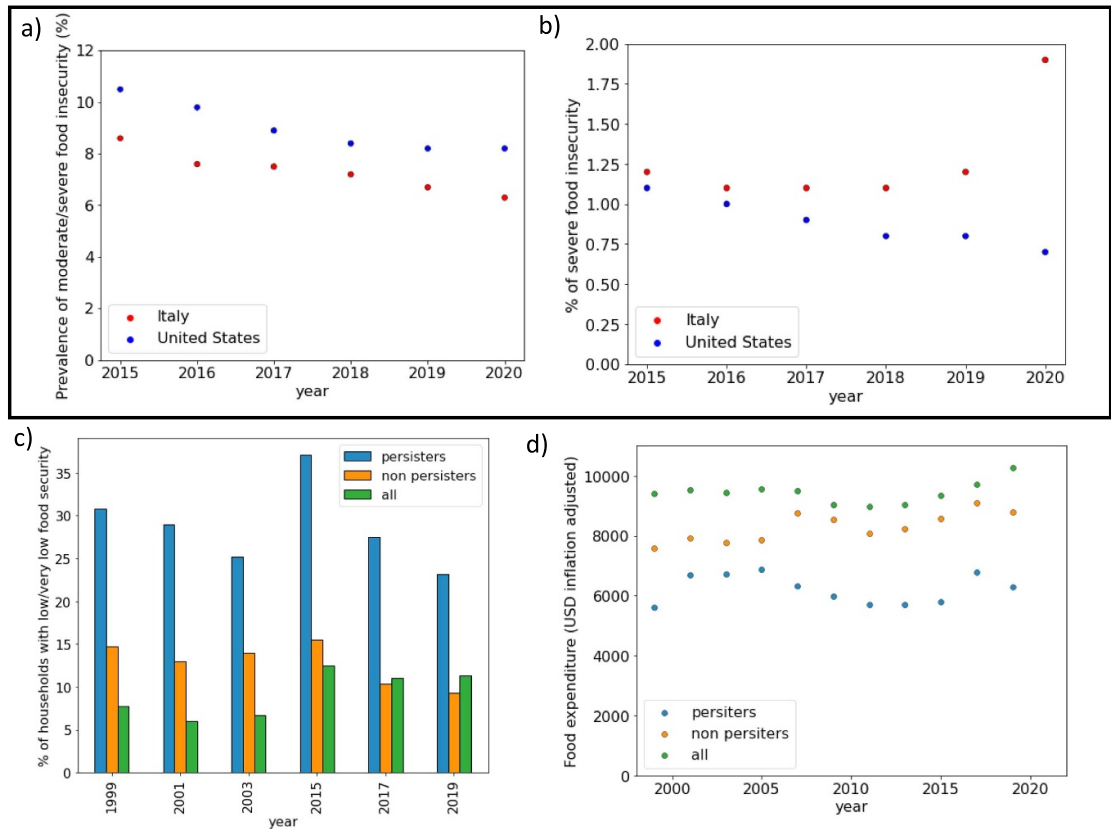 a)
Prevalence of moderate/severe food insecurity (%)
12
10
8
6
4
2
0
Italy
United States
2015 2016 2017 2018 2019 2020
year
b)
% of severe food insecurity
2.00
1.75
1.50
1.25
1.00
0.75
0.50
0.25
0.00
Italy
United States
2015 2016 2017 2018 2019 2020
year
c)
% of households with low/very low food security
35
30
25
20
15
10
5
0
persisters
non persisters
all
1999 2001 2003 2015 2017 2019
year
d)
Food expenditure (USD inflation adjusted)
10000
8000
6000
4000
2000
0
persiters
non persiters
all
2000 2005 2010 2015 2020
year